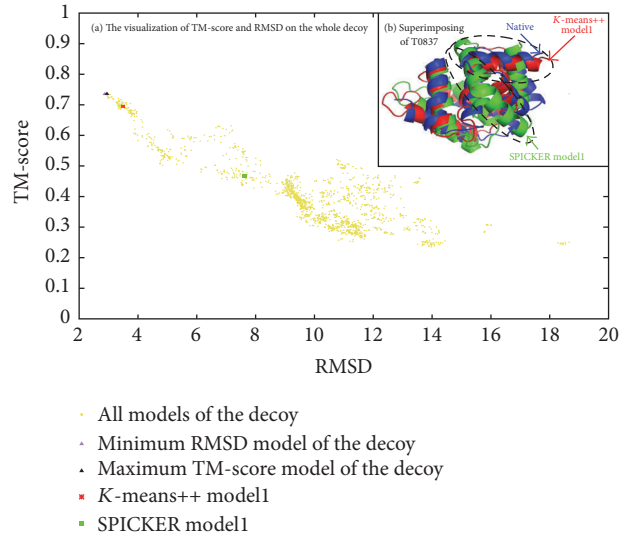 (a) The visualization of TM-score and RMSD on the whole decoy
(b) Superimposing
of T0837
Native
K-means++
model1
SPICKER model1
TM-score
1
0.9
0.8
0.7
0.6
0.5
0.4
0.3
0.2
0.1
0
2 4 6 8 10 12 14 16 18 20
RMSD
All models of the decoy
Minimum RMSD model of the decoy
Maximum TM-score model of the decoy
K-means++ model1
SPICKER model1